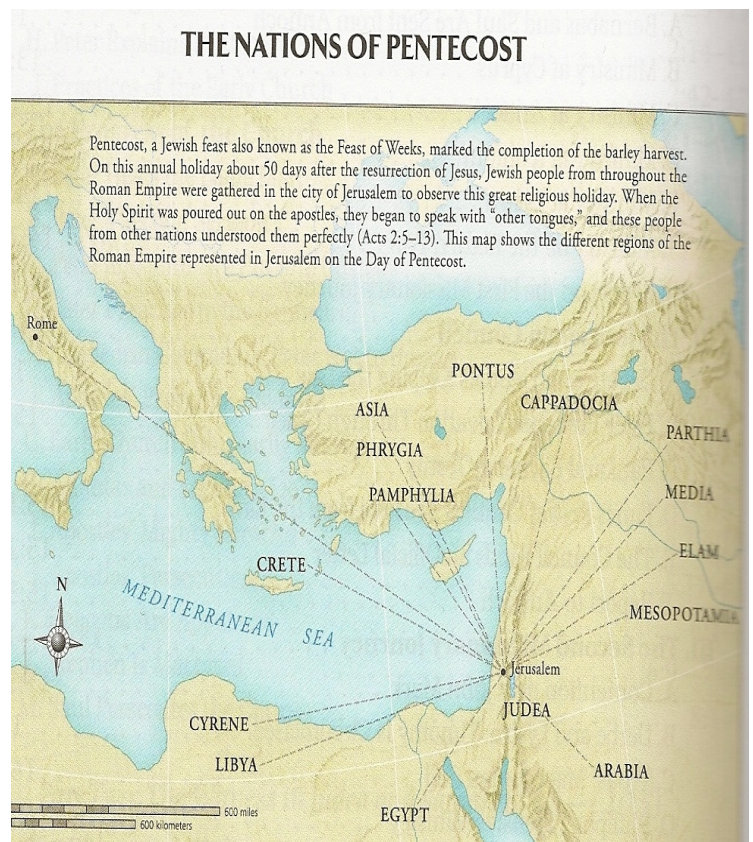 THE NATIONS OF PENTECOST
Pentecost, a Jewish feast also known as the Feast of Weeks, marked the completion of the barley harvest.
On this annual holiday about 50 days after the resurrection of Jesus, Jewish people from throughout the
Roman Empire were gathered in the city of Jerusalem to observe this great religious holiday. When the
Holy Spirit was poured out on the apostles, they began to speak with “other tongues,” and these people
from other nations understood them perfectly (Acts 2:5–13). This map shows the different regions of the
Roman Empire represented in Jerusalem on the Day of Pentecost.
Rome
PONTUS
ASIA
CAPPADOCIA
PARTHIA
PHRYGIA
PAMPHYLIA
MEDIA
ELAM
CRETE
N
MEDITERRANEAN SEA
MESOPOTAMIA
Jerusalem
JUDEA
CYRENE
LIBYA
ARABIA
EGYPT
600 miles
600 kilometers